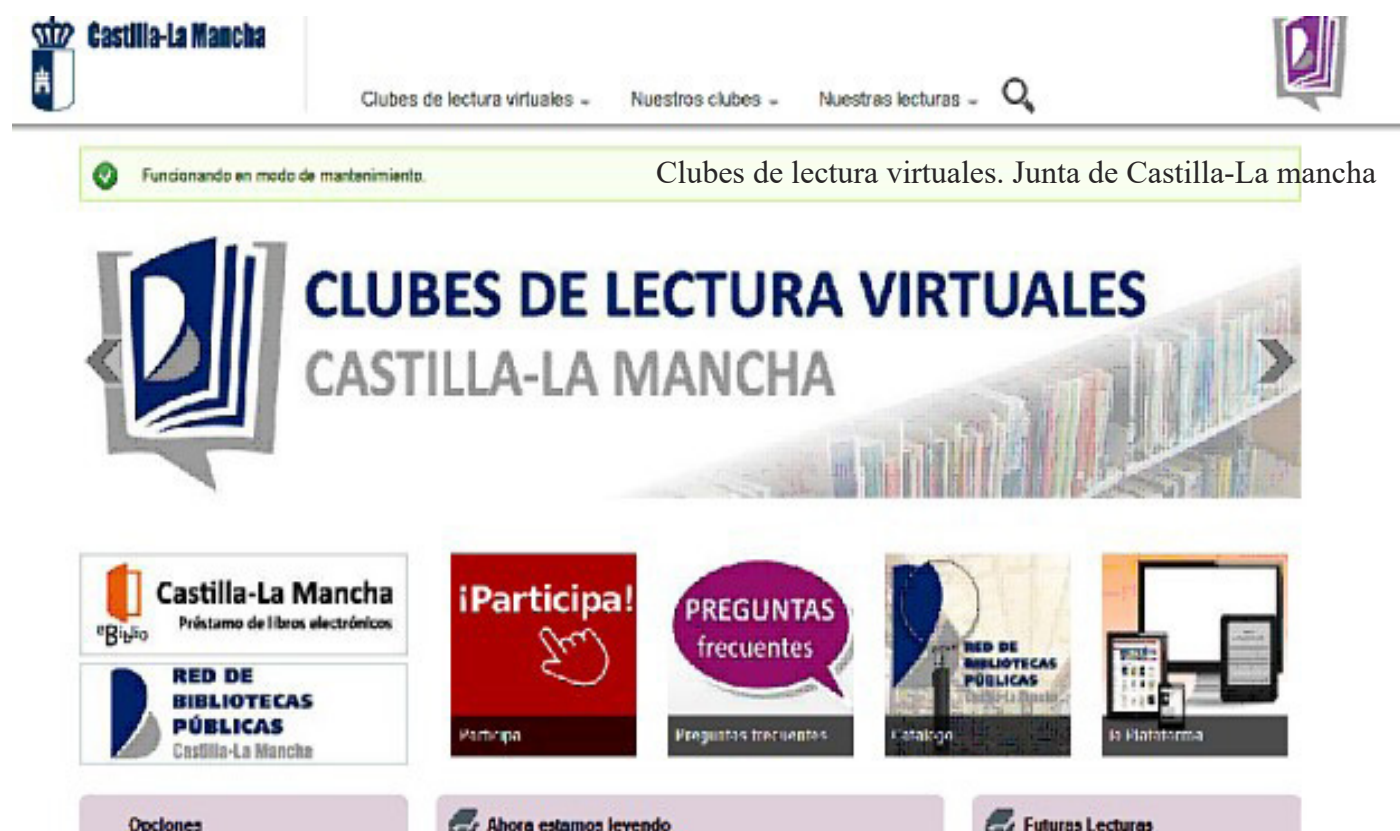 Castilla-La Mancha
Clubes de lectura virtuales Nuestros clubes Nuestras lecturas
Funcionando en modo de mantenimiento.
Clubes de lectura virtuales. Junta de Castilla-La mancha
CLUBES DE LECTURA VIRTUALES
CASTILLA-LA MANCHA
Castilla-La Mancha
eBiblio Préstamo de libros electrónicos
RED DE
BIBLIOTECAS
PÚBLICAS
Castilla-La Mancha
¡Participa!
Participa
PREGUNTAS
frecuentes
Preguntas frecuentes
RED DE
BIBLIOTECAS
PÚBLICAS
Castilla-La Mancha
Catálogo
la Plataforma
Opciones
Ahora estamos leyendo
Futuras Lecturas